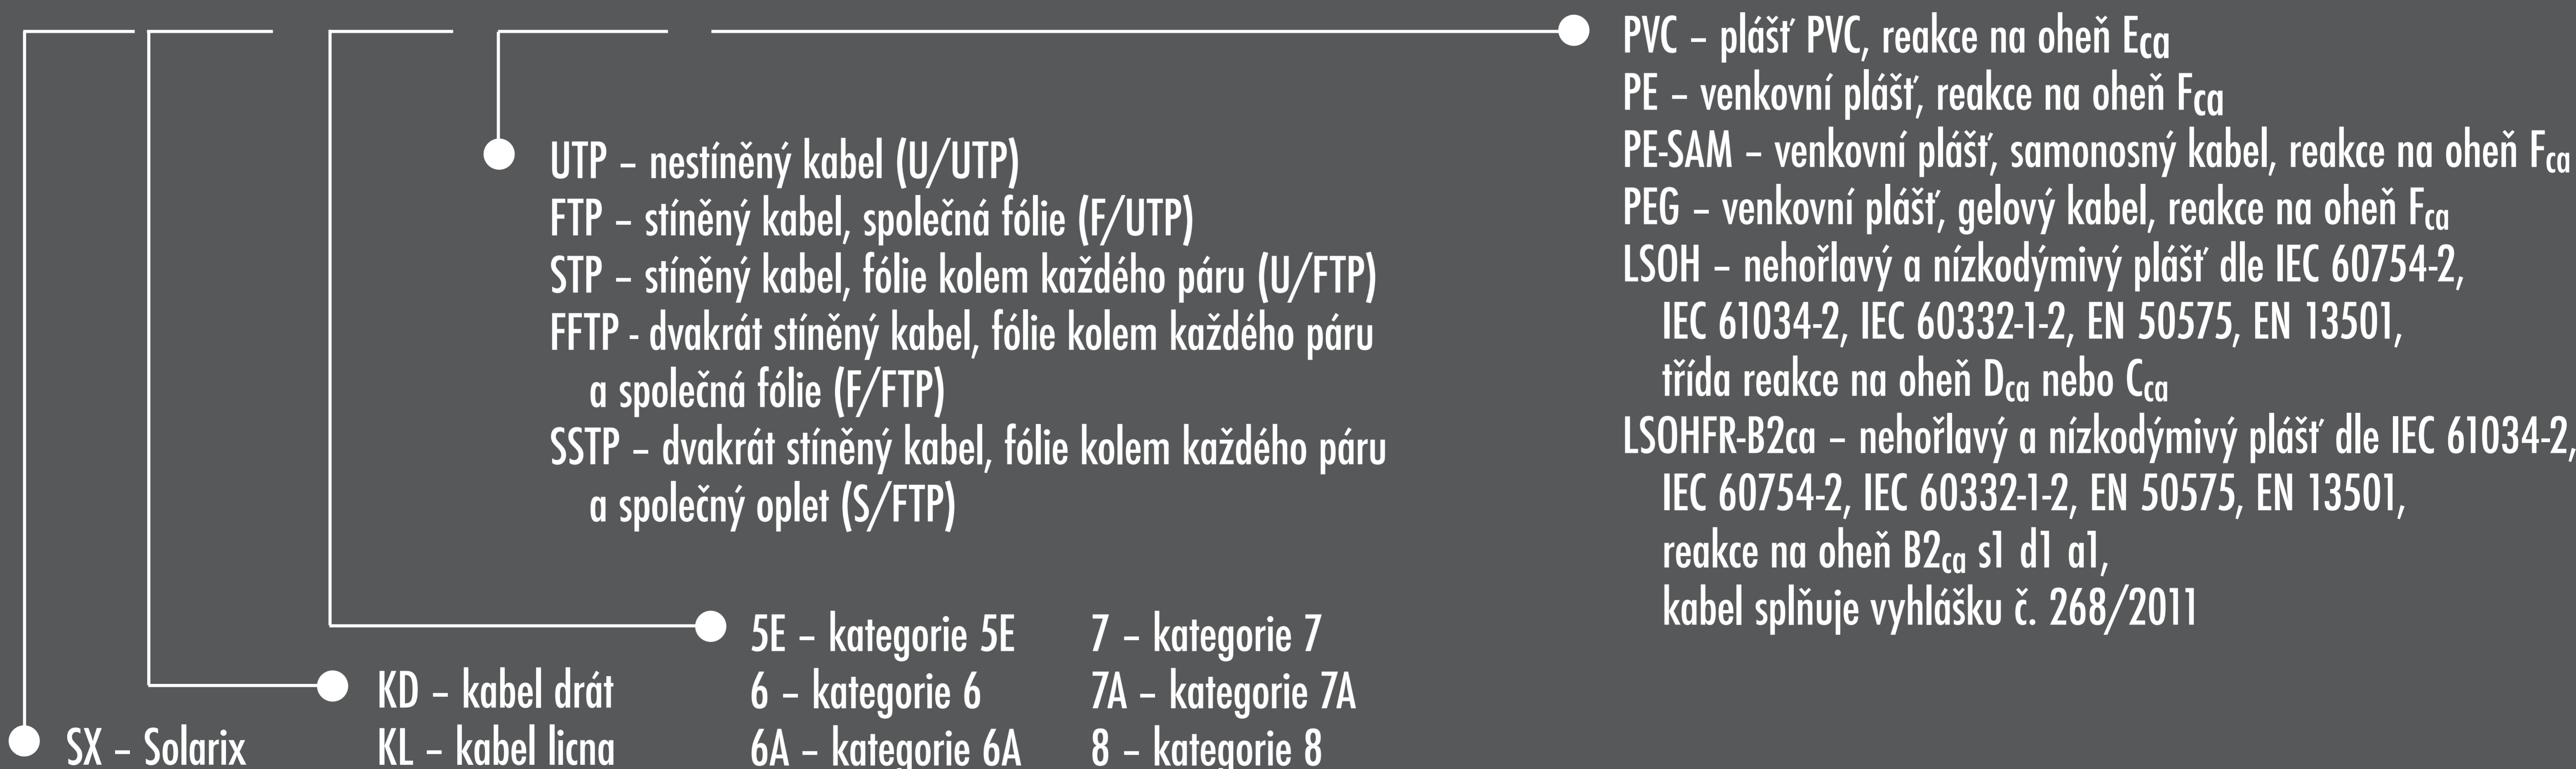 PVC – plášť PVC, reakce na oheň Eca
PE – venkovní plášť, reakce na oheň Fca
PE-SAM – venkovní plášť, samonosný kabel, reakce na oheň Fca
PEG – venkovní plášť, gelový kabel, reakce na oheň Fca
LSOH – nehořlavý a nízkodýmivý plášť dle IEC 60754-2,
IEC 61034-2, IEC 60332-1-2, EN 50575, EN 13501,
třída reakce na oheň Dca nebo Cca
LSOHFR-B2ca – nehořlavý a nízkodýmivý plášť dle IEC 61034-2,
IEC 60754-2, IEC 60332-1-2, EN 50575, EN 13501,
reakce na oheň B2ca s1 d1 a1,
kabel splňuje vyhlášku č. 268/2011
UTP – nestíněný kabel (U/UTP)
FTP – stíněný kabel, společná fólie (F/UTP)
STP – stíněný kabel, fólie kolem každého páru (U/FTP)
FFTP - dvakrát stíněný kabel, fólie kolem každého páru
a společná fólie (F/FTP)
SSTP – dvakrát stíněný kabel, fólie kolem každého páru
a společný oplet (S/FTP)
5E – kategorie 5E
6 – kategorie 6
6A – kategorie 6A
7 – kategorie 7
7A – kategorie 7A
8 – kategorie 8
KD – kabel drát
KL – kabel licna
SX – Solarix